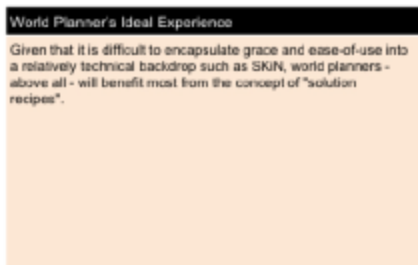 World Planner's Ideal Experience
Given that it is difficult to encapsulate grace and ease-of-use into
a relatively technical backdrop such as SKiN, world planners -
above all - will benefit most from the concept of "solution
recipes".